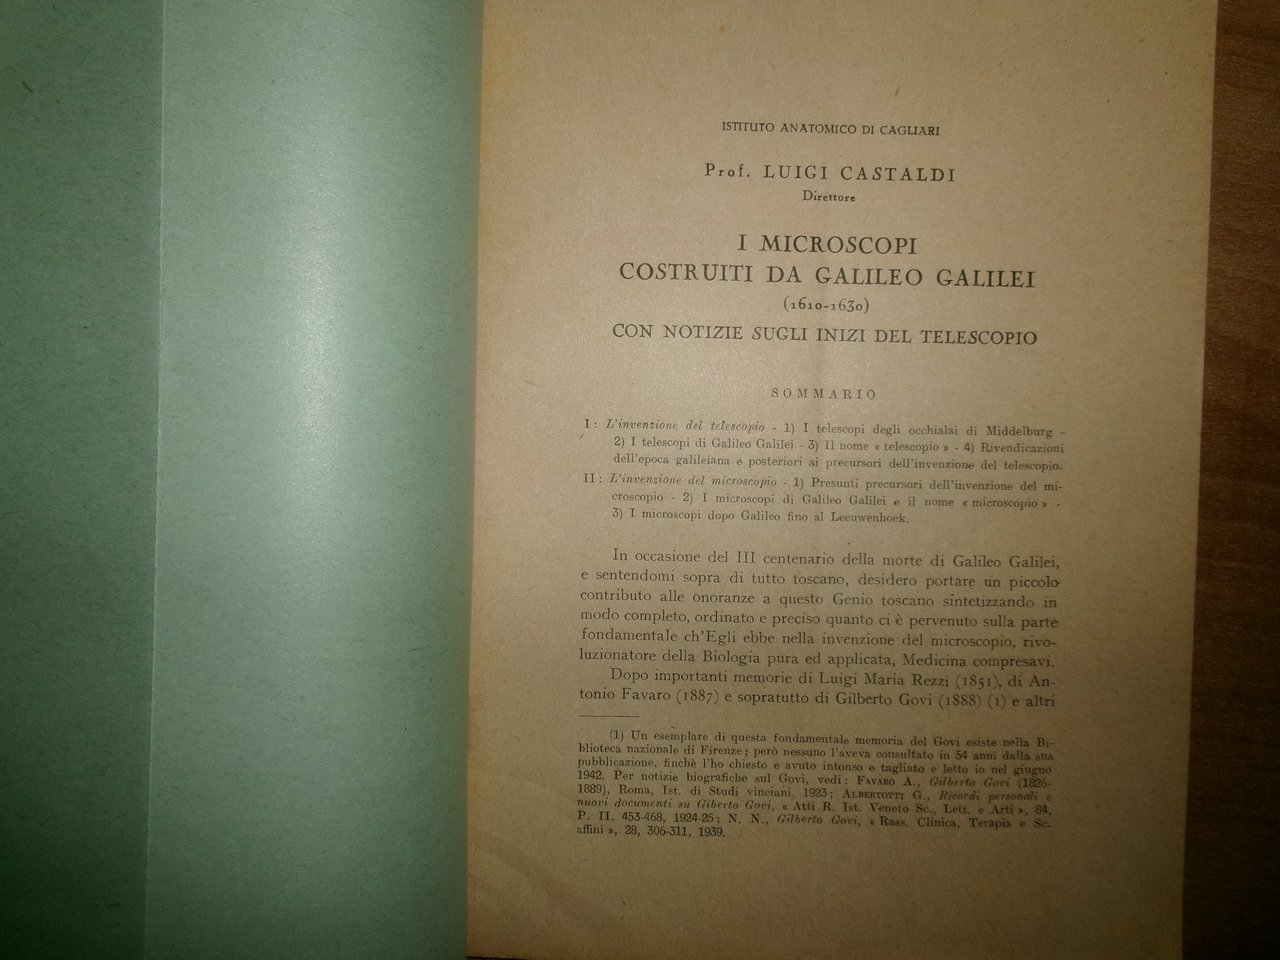 ISTITUTO ANATOMICO DI CAGLIARI
Prof. LUIGI CASTALDI
Direttore
I MICROSCOPI
COSTRUITI DA GALILEO GALILEI
(1610-1630)
CON NOTIZIE SUGLI INIZI DEL TELESCOPIO
SOMMARIO
I: L'invenzione del telescopio - 1) I telescopi degli occhialai di Middelburg -
2) I telescopi di Galileo Galilei - 3) Il nome « telescopio » - 4) Rivendicazioni
dell'epoca galileiana e posteriori ai precursori dell'invenzione del telescopio.
II: L'invenzione del microscopio - 1) Presunti precursori dell'invenzione del mi-
croscopio - 2) I microscopi di Galileo Galilei e il nome « microscopio » -
3) I microscopi dopo Galileo fino al Leeuwenhoek.
In occasione del III centenario della morte di Galileo Galilei,
e sentendomi sopra di tutto toscano, desidero portare un piccolo
contributo alle onoranze a questo Genio toscano sintetizzando in
modo completo, ordinato e preciso quanto ci è pervenuto sulla parte
fondamentale ch'Egli ebbe nella invenzione del microscopio, rivo-
luzionatore della Biologia pura ed applicata, Medicina compresavi.
Dopo importanti memorie di Luigi Maria Rezzi (1851), di An-
tonio Favaro (1887) e sopratutto di Gilberto Govi (1888) (1) e altri
(1) Un esemplare di questa fondamentale memoria del Govi esiste nella Bi-
blioteca nazionale di Firenze; però nessuno l'aveva consultato in 54 anni dalla sua
pubblicazione, finchè l'ho chiesto e avuto intonso e tagliato e letto io nel giugno
1942. Per notizie biografiche sul Govi, vedi: FAVARO A., Gilberto Govi (1826-
1889), Roma, Ist. di Studi vinciani, 1923; ALBERTOTTI G., Ricordi personali e
nuovi documenti su Giberto Govi, « Atti R. Ist. Veneto Sc., Lett. e Arti », 84,
P. II, 453-468, 1924-25; N. N., Gilberto Govi, « Rass. Clinica, Terapia e Sc.
affini », 28, 306-311, 1939.